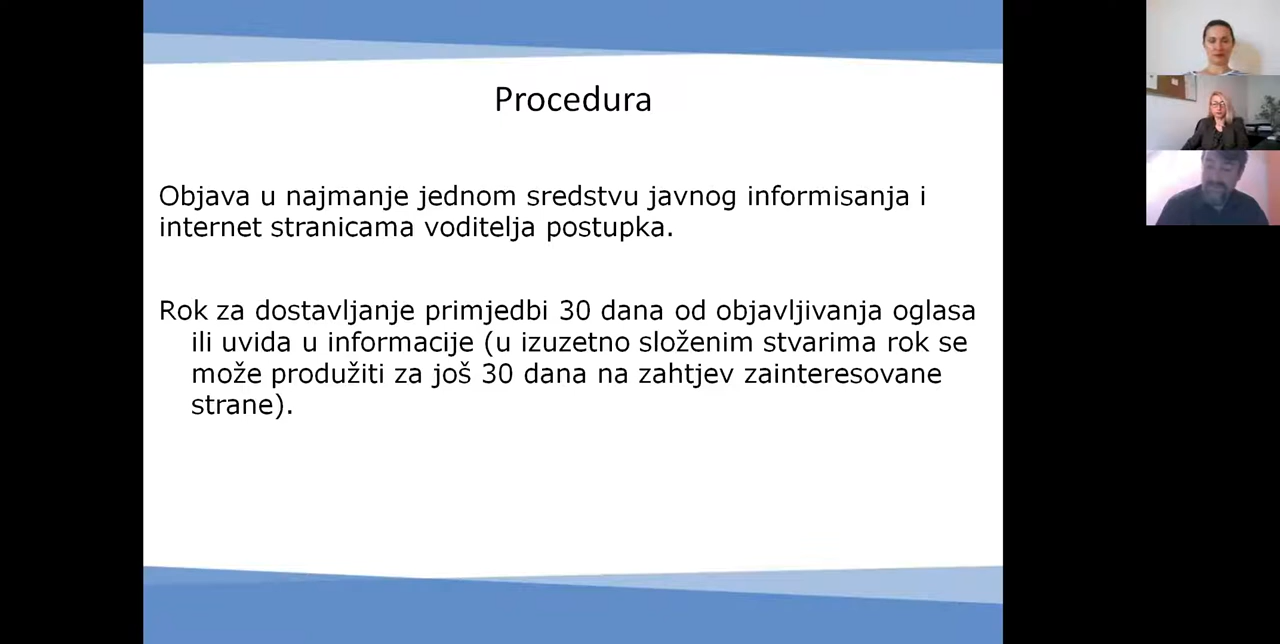 Procedura
Objava u najmanje jednom sredstvu javnog informisanja i
internet stranicama voditelja postupka.
Rok za dostavljanje primjedbi 30 dana od objavljivanja oglasa
ili uvida u informacije (u izuzetno složenim stvarima rok se
može produžiti za još 30 dana na zahtjev zainteresovane
strane).